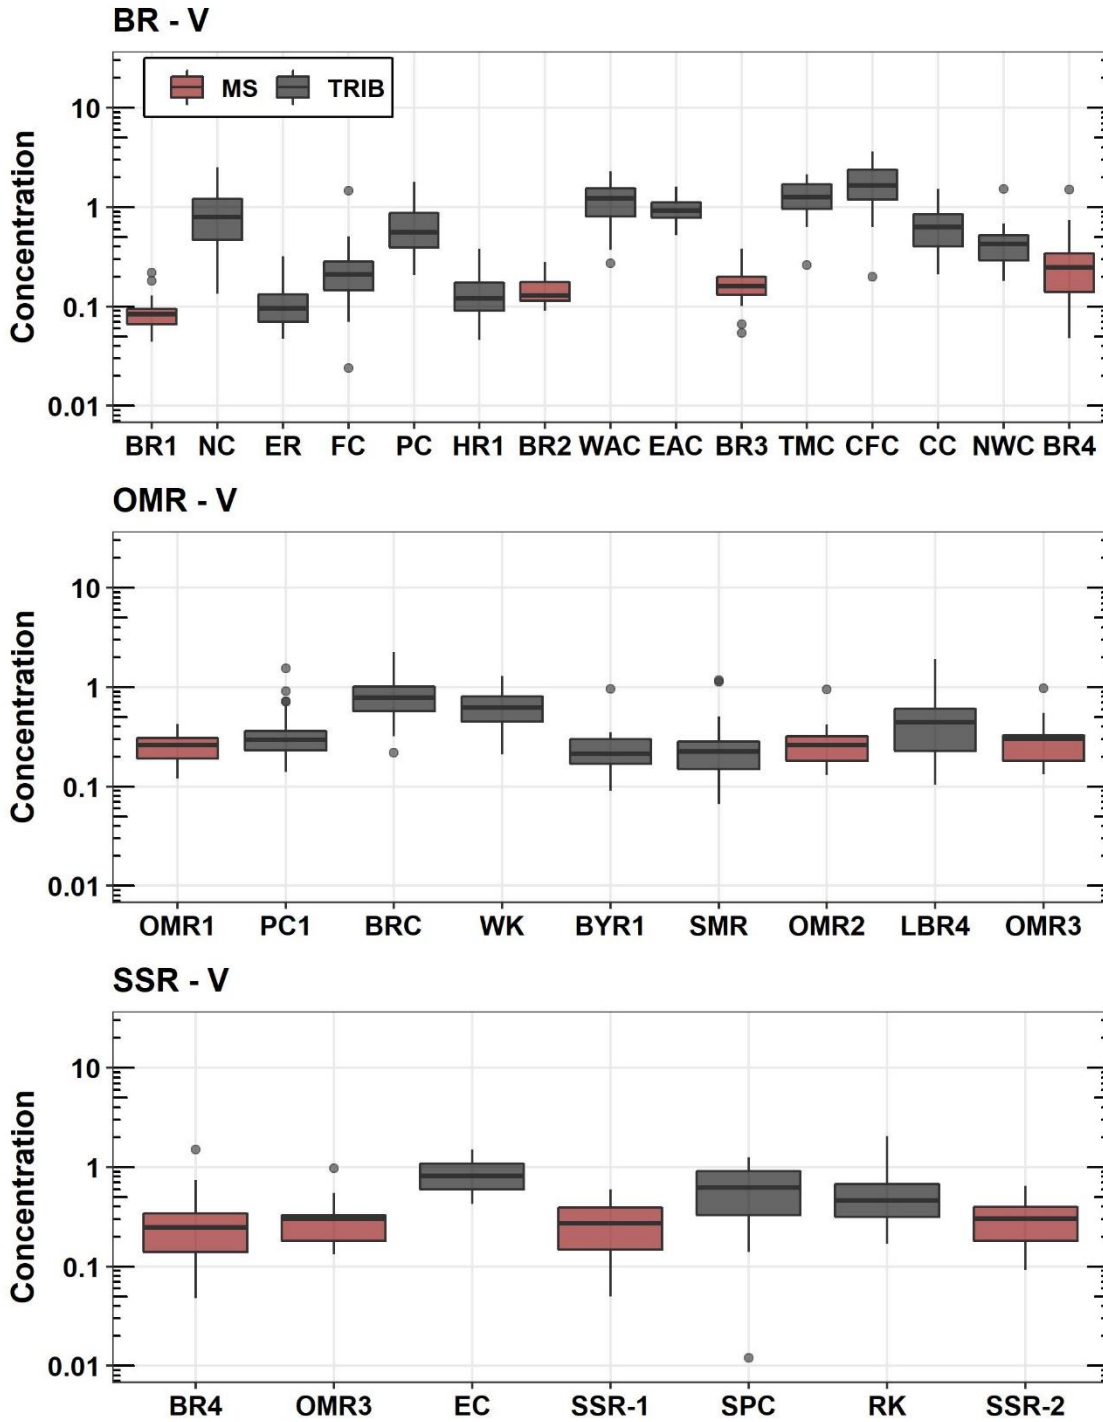 BR - V
MS TRIB
Concentration
10
1
0.1
0.01
BR1 NC ER FC PC HR1 BR2 WAC EAC BR3 TMC CFC CC NWC BR4
OMR - V
Concentration
10
1
0.1
0.01
OMR1 PC1 BRC WK BYR1 SMR OMR2 LBR4 OMR3
SSR - V
Concentration
10
1
0.1
0.01
BR4 OMR3 EC SSR-1 SPC RK SSR-2